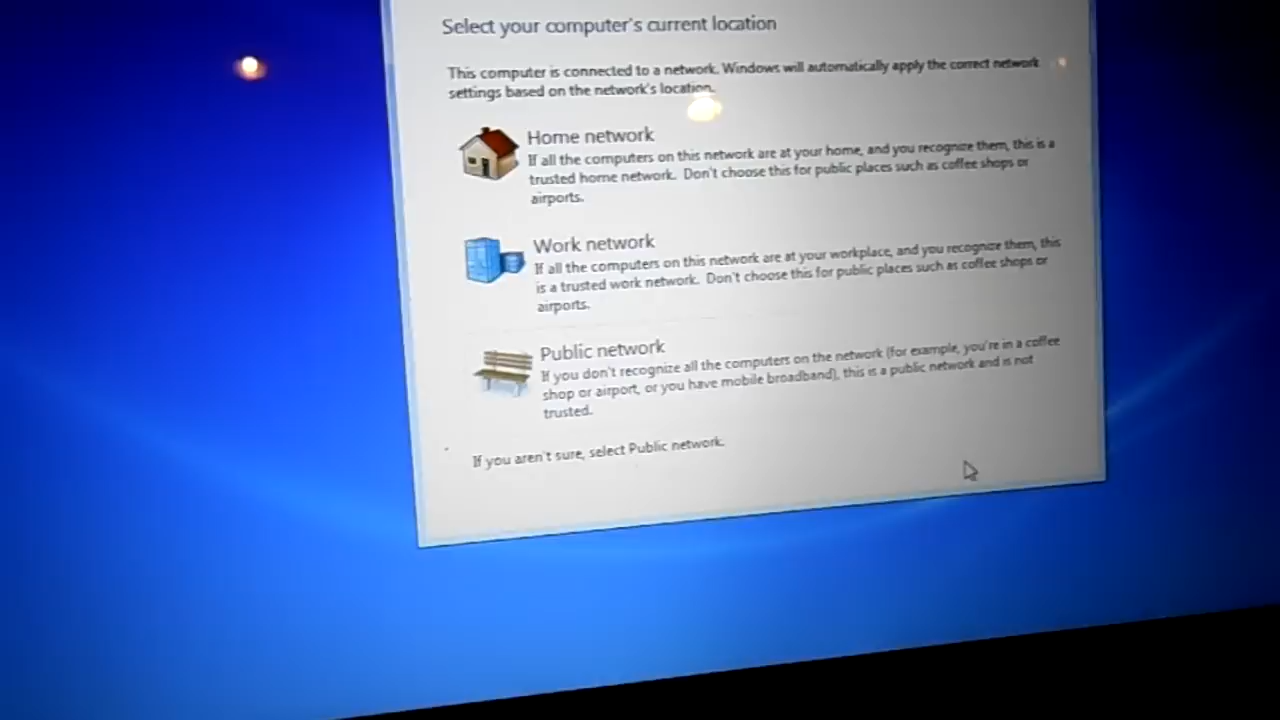 Select your computer's current location
This computer is connected to a network. Windows will automatically apply the correct network
settings based on the network's location.
Home network
If all the computers on this network are at your home, and you recognize them, this is a
trusted home network. Don't choose this for public places such as coffee shops or
airports.
Work network
If all the computers on this network are at your workplace, and you recognize them, this
is a trusted work network. Don't choose this for public places such as coffee shops or
airports.
Public network
If you don't recognize all the computers on the network (for example, you're in a coffee
shop or airport, or you have mobile broadband), this is a public network and is not
trusted.
If you aren't sure, select Public network.